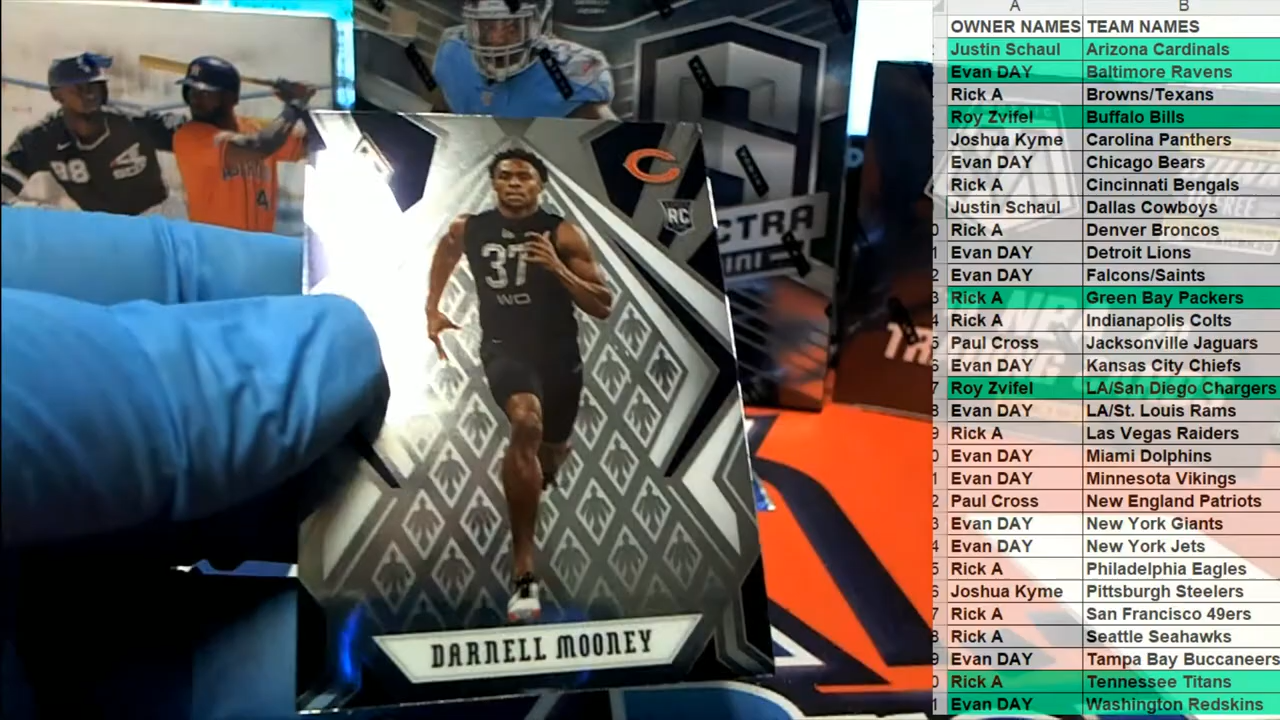 A B
OWNER NAMES TEAM NAMES
Justin Schaul Arizona Cardinals
Evan DAY Baltimore Ravens
Rick A Browns/Texans
Roy Zvifel Buffalo Bills
Joshua Kyme Carolina Panthers
Evan DAY Chicago Bears
Rick A Cincinnati Bengals
Justin Schaul Dallas Cowboys
Rick A Denver Broncos
Evan DAY Detroit Lions
Evan DAY Falcons/Saints
Rick A Green Bay Packers
Rick A Indianapolis Colts
Paul Cross Jacksonville Jaguars
Evan DAY Kansas City Chiefs
Roy Zvifel LA/San Diego Chargers
Evan DAY LA/St. Louis Rams
Rick A Las Vegas Raiders
Evan DAY Miami Dolphins
Evan DAY Minnesota Vikings
Paul Cross New England Patriots
Evan DAY New York Giants
Evan DAY New York Jets
Rick A Philadelphia Eagles
Joshua Kyme Pittsburgh Steelers
Rick A San Francisco 49ers
Rick A Seattle Seahawks
Evan DAY Tampa Bay Buccaneers
Rick A Tennessee Titans
Evan DAY Washington Redskins
RC
37
WO
DARNELL MOONEY
88
4
CTRA